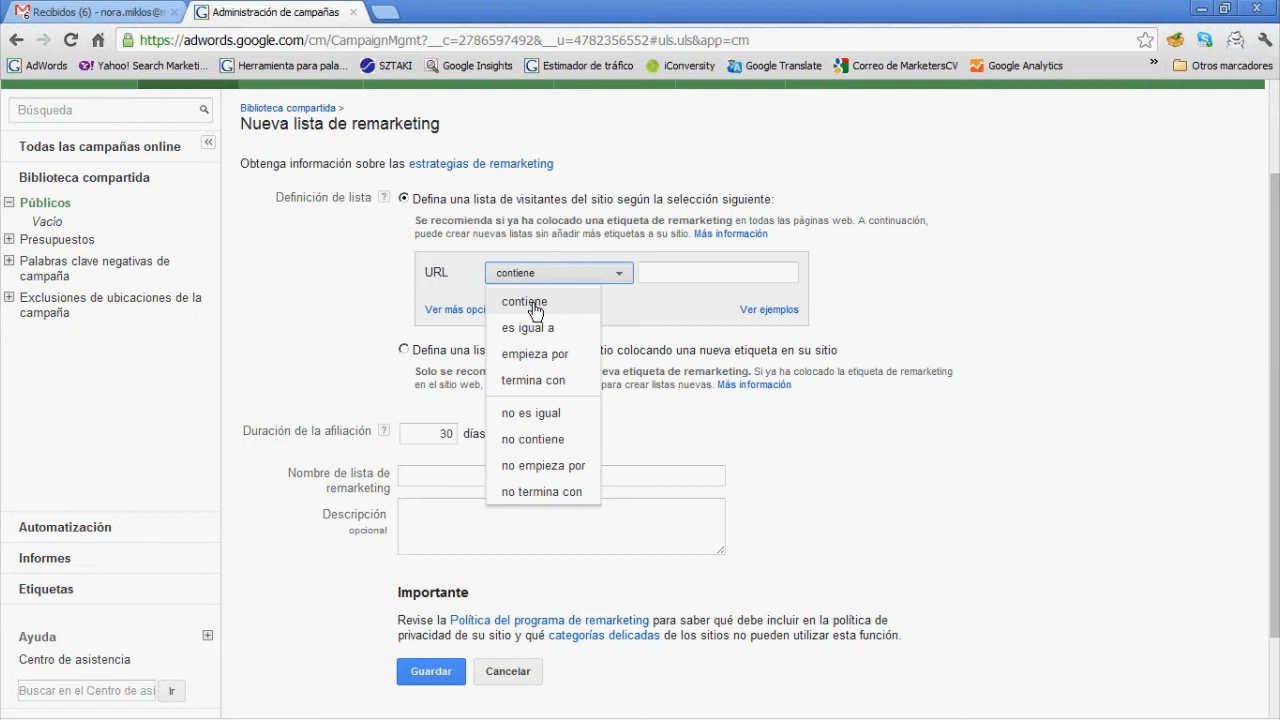 Recibidos (6) - nora.miklos@
Administración de campañas
https://adwords.google.com/cm/CampaignMgmt?__c=2786597492&__u=4782356552#uls.uls&app=cm
AdWords
Yahoo! Search Marketi...
Herramienta para pala...
SZTAKI
Google Insights
Estimador de tráfico
iConversity
Google Translate
Correo de MarketersCV
Google Analytics
»
Otros marcadores
Búsqueda
Todas las campañas online
Biblioteca compartida
Públicos
Vacio
Presupuestos
Palabras clave negativas de
campaña
Exclusiones de ubicaciones de la
campaña
Automatización
Informes
Etiquetas
Ayuda
Centro de asistencia
Buscar en el Centro de asi
Ir
Biblioteca compartida >
Nueva lista de remarketing
Obtenga información sobre las estrategias de remarketing
Definición de lista ?
Defina una lista de visitantes del sitio según la selección siguiente:
Se recomienda si ya ha colocado una etiqueta de remarketing en todas las páginas web. A continuación,
puede crear nuevas listas sin añadir más etiquetas a su sitio. Más información
URL
contiene
contiene
es igual a
empieza por
termina con
no es igual
no contiene
no empieza por
no termina con
Ver más opci
Ver ejemplos
Defina una lis tio colocando una nueva etiqueta en su sitio
Solo se recom eva etiqueta de remarketing. Si ya ha colocado la etiqueta de remarketing
en el sitio web, para crear listas nuevas. Más información
Duración de la afiliación ?
30 días
Nombre de lista de
remarketing
Descripción
opcional
Importante
Revise la Política del programa de remarketing para saber qué debe incluir en la política de
privacidad de su sitio y qué categorías delicadas de los sitios no pueden utilizar esta función.
Guardar
Cancelar